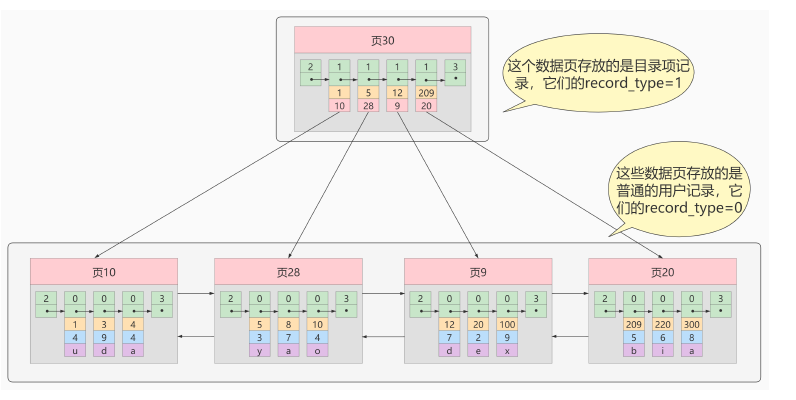 页30
2 1 1 1 1 3
1 5 12 209
10 28 9 20
这个数据页存放的是目录项记
录，它们的record_type=1
这些数据页存放的是
普通的用户记录，它
们的record_type=0
页10
2 0 0 0 3
1 3 4
4 9 4
u d a
页28
2 0 0 0 3
5 8 10
3 7 4
y a o
页9
2 0 0 0 3
12 20 100
7 2 9
d e x
页20
2 0 0 0 3
209 220 300
5 6 8
b i a